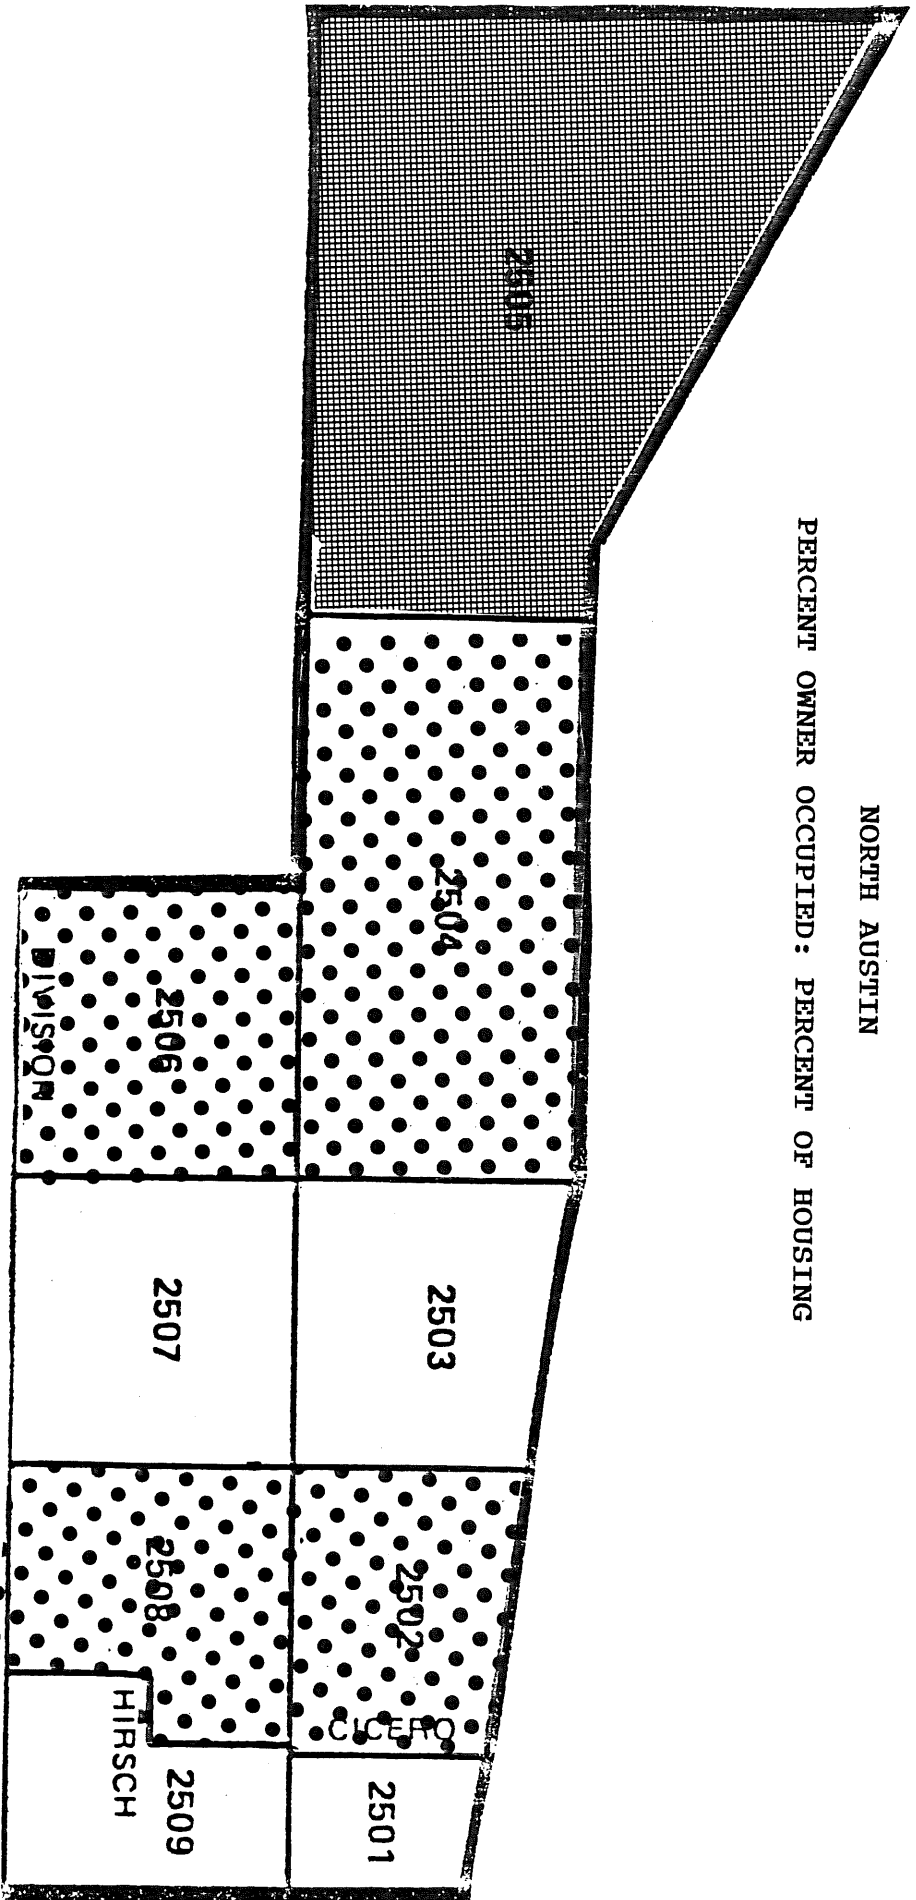 NORTH AUSTIN
PERCENT OWNER OCCUPIED: PERCENT OF HOUSING
2505
2504
2503
2502
2501
2506
2507
2508
2509
DIVISION
CICERO
HIRSCH